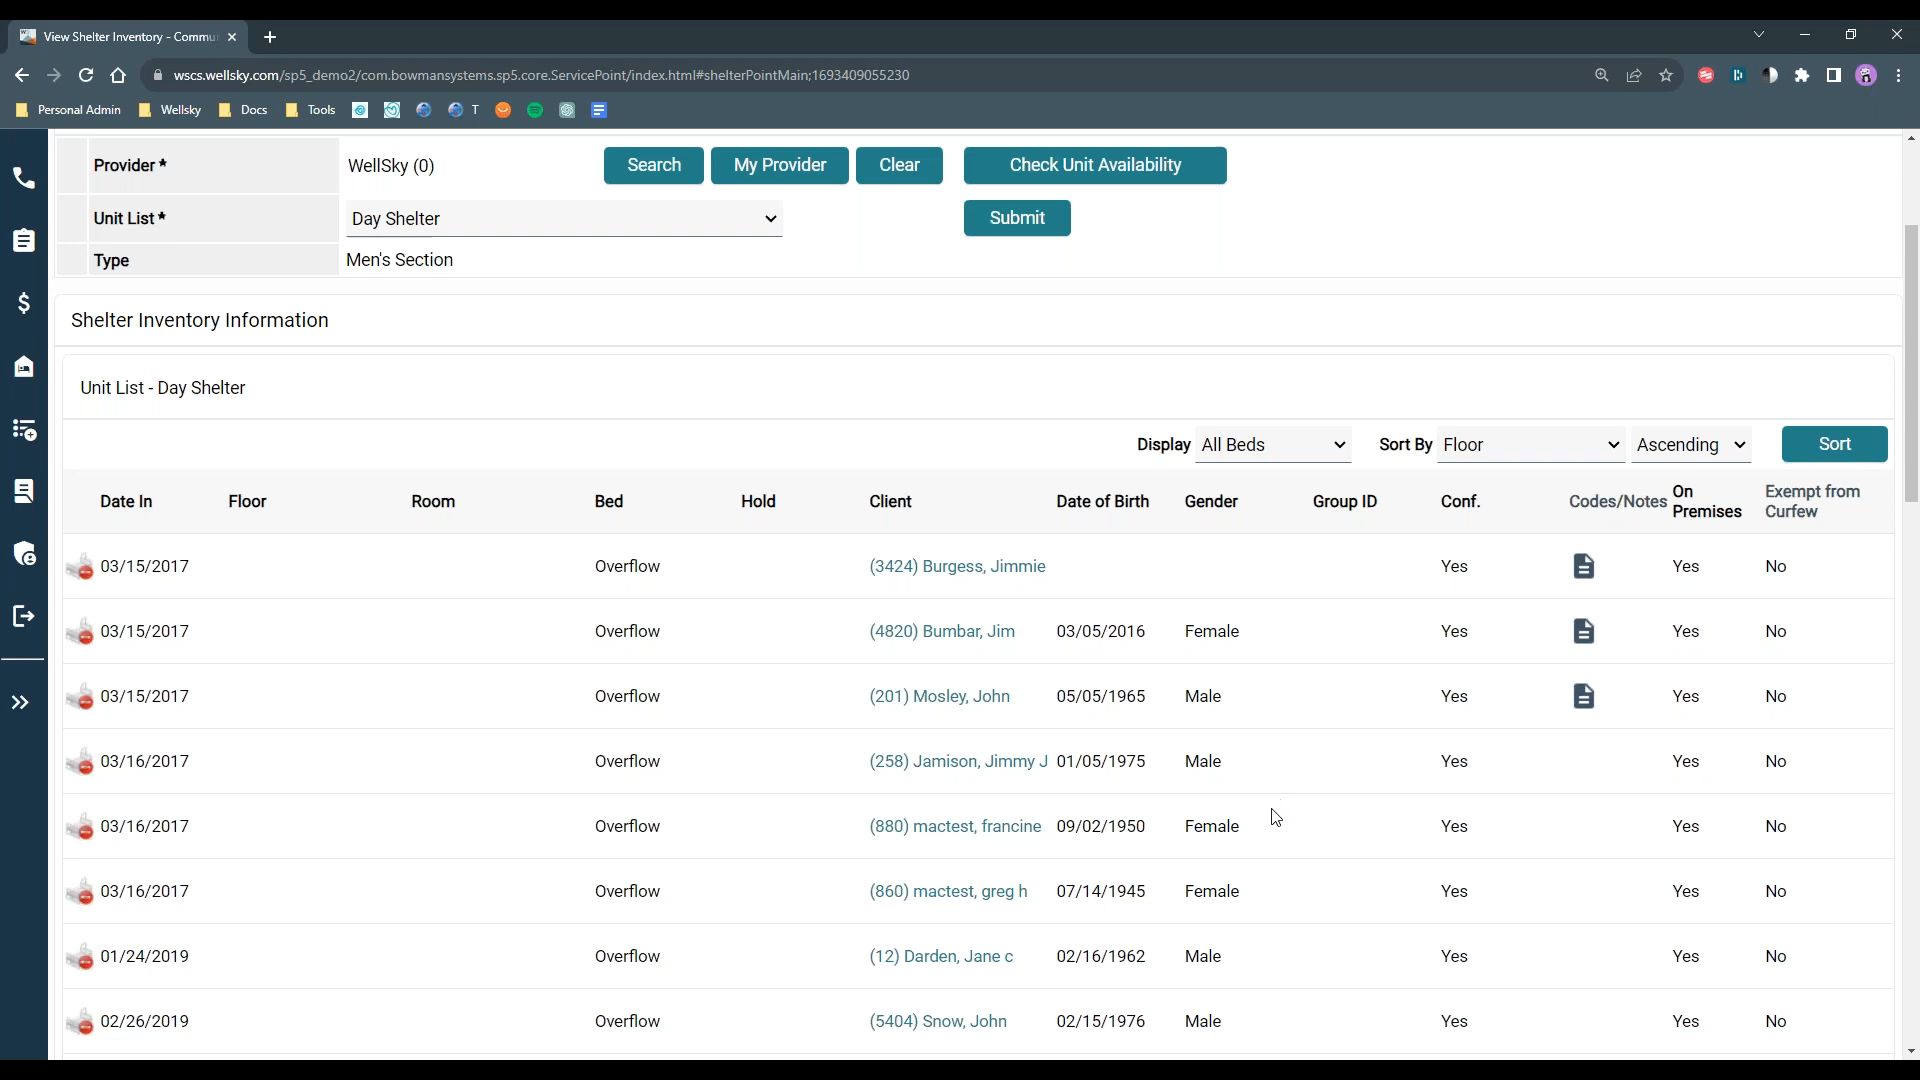 View Shelter Inventory - Commu
wscs.wellsky.com/sp5_demo2/com.bowmansystems.sp5.core.ServicePoint/index.html#shelterPointMain;1693409055230
Personal Admin Wellsky Docs Tools T
Provider * WellSky (0) Search My Provider Clear Check Unit Availability
Unit List * Day Shelter Submit
Type Men's Section
Shelter Inventory Information
Unit List - Day Shelter
Display All Beds Sort By Floor Ascending Sort
Date In Floor Room Bed Hold Client Date of Birth Gender Group ID Conf. Codes/Notes On Premises Exempt from Curfew
03/15/2017 Overflow (3424) Burgess, Jimmie Yes Yes No
03/15/2017 Overflow (4820) Bumbar, Jim 03/05/2016 Female Yes Yes No
03/15/2017 Overflow (201) Mosley, John 05/05/1965 Male Yes Yes No
03/16/2017 Overflow (258) Jamison, Jimmy J 01/05/1975 Male Yes Yes No
03/16/2017 Overflow (880) mactest, francine 09/02/1950 Female Yes Yes No
03/16/2017 Overflow (860) mactest, greg h 07/14/1945 Female Yes Yes No
01/24/2019 Overflow (12) Darden, Jane c 02/16/1962 Male Yes Yes No
02/26/2019 Overflow (5404) Snow, John 02/15/1976 Male Yes Yes No